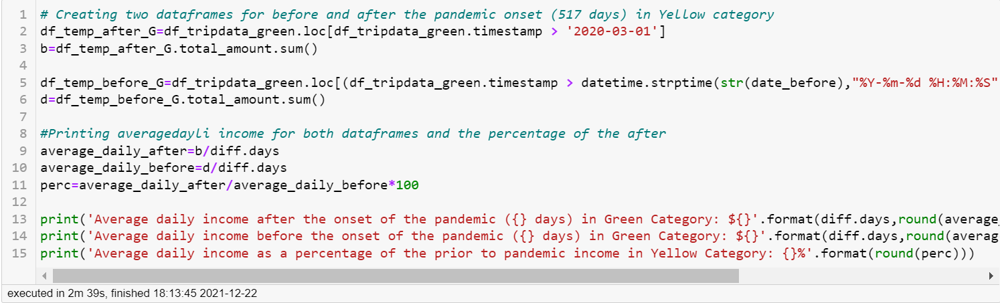 1 # Creating two dataframes for before and after the pandemic onset (517 days) in Yellow category
2 df_temp_after_G=df_tripdata_green.loc[df_tripdata_green.timestamp > '2020-03-01']
3 b=df_temp_after_G.total_amount.sum()
4
5 df_temp_before_G=df_tripdata_green.loc[(df_tripdata_green.timestamp > datetime.strptime(str(date_before),"%Y-%m-%d %H:%M:%S"
6 d=df_temp_before_G.total_amount.sum()
7
8 #Printing averagedayli income for both dataframes and the percentage of the after
9 average_daily_after=b/diff.days
10 average_daily_before=d/diff.days
11 perc=average_daily_after/average_daily_before*100
12
13 print('Average daily income after the onset of the pandemic ({} days) in Green Category: ${}'.format(diff.days,round(average_
14 print('Average daily income before the onset of the pandemic ({} days) in Green Category: ${}'.format(diff.days,round(averag
15 print('Average daily income as a percentage of the prior to pandemic income in Yellow Category: {}%'.format(round(perc)))
executed in 2m 39s, finished 18:13:45 2021-12-22